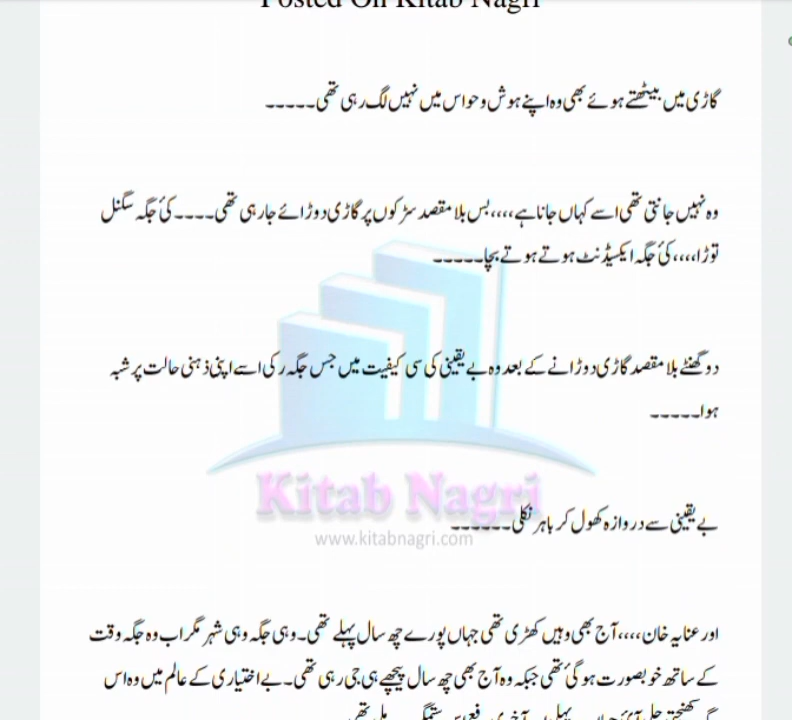 Posted On Kitab Nagri
گاڑی میں بیٹھتے ہوئے بھی وہ اپنے ہوش و حواس میں نہیں لگ رہی تھی۔۔۔۔۔
وہ نہیں جانتی تھی اسے کہاں جانا ہے،،،، بس بلا مقصد سڑکوں پر گاڑی دوڑائے جا رہی تھی۔۔۔۔ کئ جگہ سگنل
توڑا،،،، کئ جگہ ایکسیڈنٹ ہوتے ہوتے بچا۔۔۔۔۔
دو گھنٹے بلا مقصد گاڑی دوڑانے کے بعد وہ بے یقینی کی سی کیفیت میں جس جگہ رکی اسے اپنی ذہنی حالت پر شبہ
ہوا۔۔۔۔۔
Kitab Nagri
بے یقینی سے دروازہ کھول کر باہر نکلی۔۔۔۔۔۔
www.kitabnagri.com
اور عنایہ خان،،،، آج بھی وہیں کھڑی تھی جہاں پورے چھ سال پہلے تھی۔ وہی جگہ وہی شہر مگر اب وہ جگہ وقت
کے ساتھ خوبصورت ہو گئ تھی جبکہ وہ آج بھی چھ سال پیچھے ہی جی رہی تھی۔ بے اختیاری کے عالم میں وہ اس